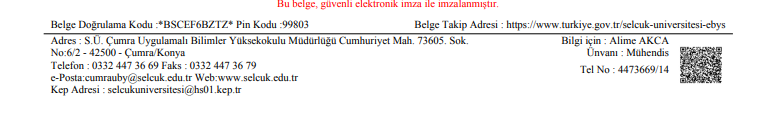 Bu belge, güvenli elektronik imza ile imzalanmıştır.
Belge Doğrulama Kodu :*BSCEF6BZTZ* Pin Kodu :99803 Belge Takip Adresi : https://www.turkiye.gov.tr/selcuk-universitesi-ebys
Adres : S.Ü. Çumra Uygulamalı Bilimler Yüksekokulu Müdürlüğü Cumhuriyet Mah. 73605. Sok. Bilgi için : Alime AKCA
No:6/2 - 42500 - Çumra/Konya Ünvanı : Mühendis
Telefon : 0332 447 36 69 Faks : 0332 447 36 79 Tel No : 4473669/14
e-Posta:cumrauby@selcuk.edu.tr Web:www.selcuk.edu.tr
Kep Adresi : selcukuniversitesi@hs01.kep.tr